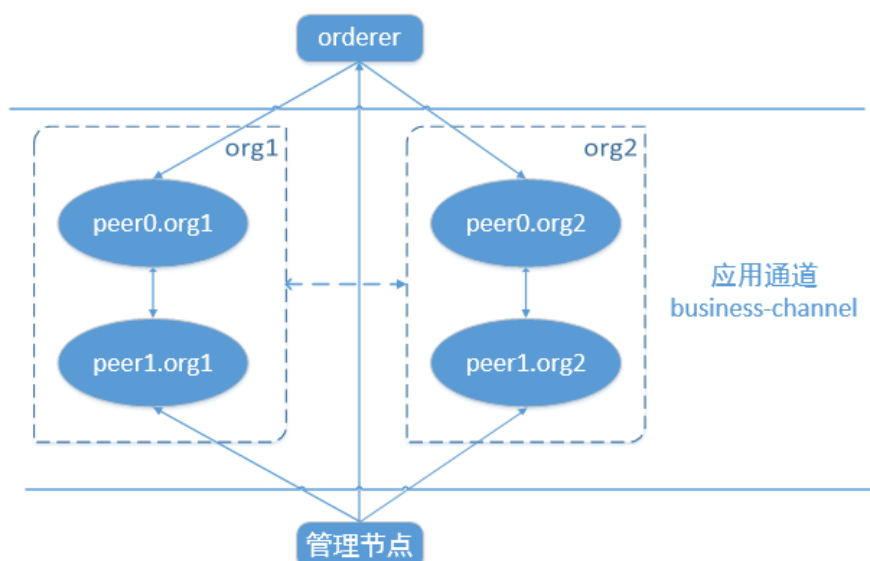 orderer
org1
org2
peer0.org1
peer0.org2
应用通道
business-channel
peer1.org1
peer1.org2
管理节点